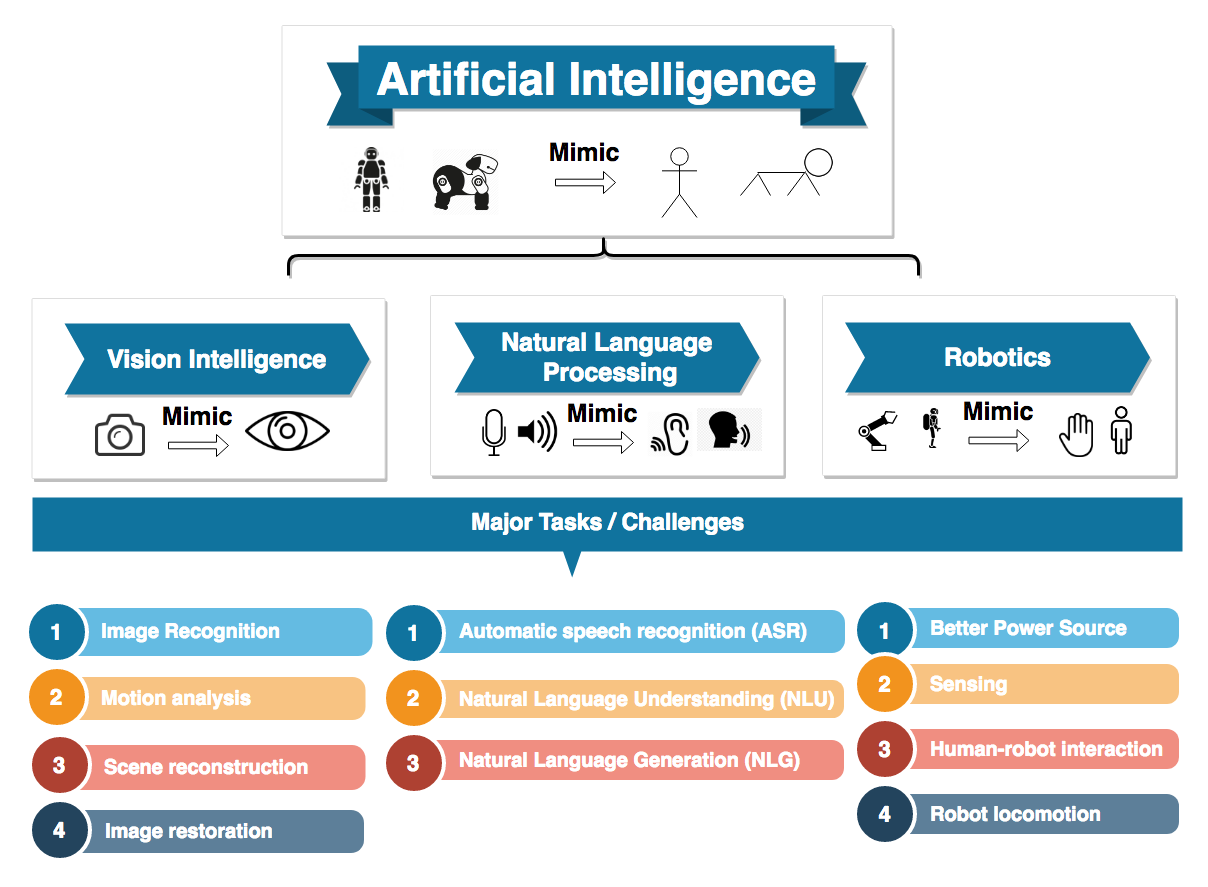 Artificial Intelligence
Mimic
Vision Intelligence
Mimic
Natural Language
Processing
Mimic
Robotics
Mimic
Major Tasks / Challenges
1 Image Recognition
2 Motion analysis
3 Scene reconstruction
4 Image restoration
1 Automatic speech recognition (ASR)
2 Natural Language Understanding (NLU)
3 Natural Language Generation (NLG)
1 Better Power Source
2 Sensing
3 Human-robot interaction
4 Robot locomotion